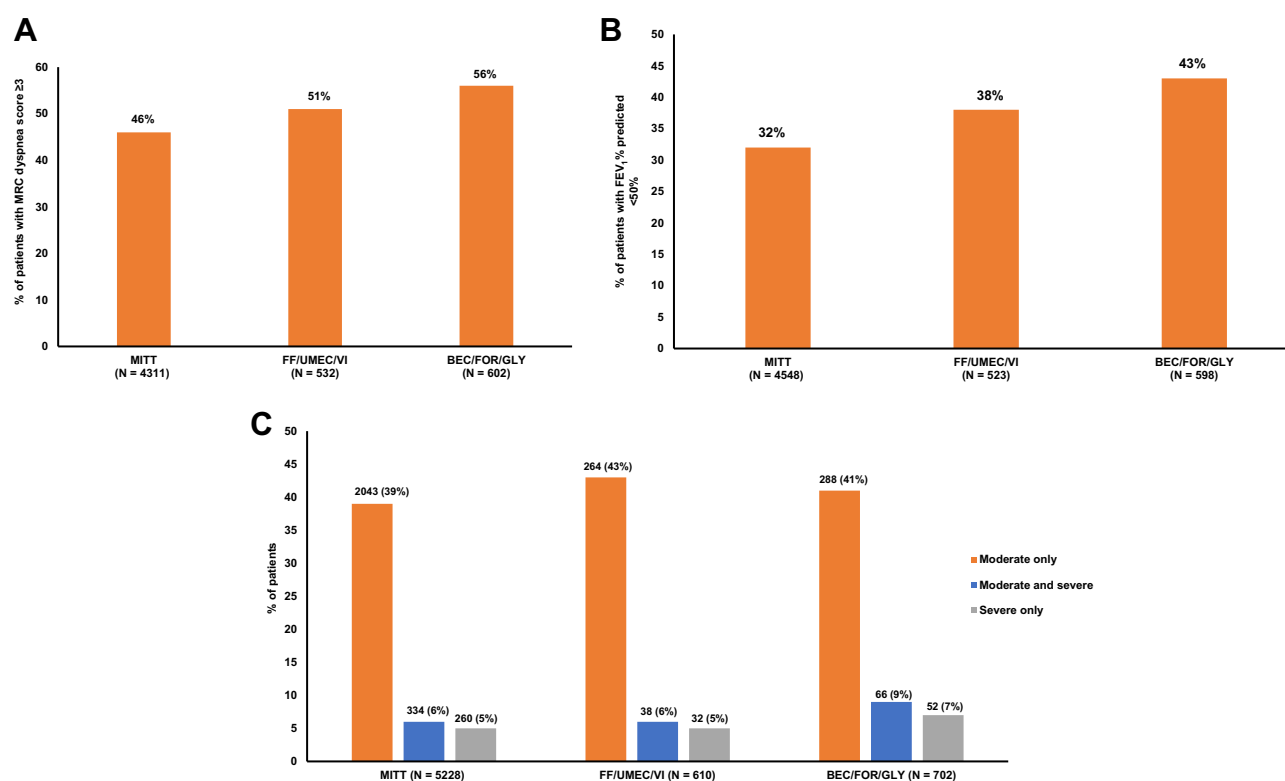 A
% of patients with MRC dyspnea score ≥3
60
50
40
30
20
10
0
46%
51%
56%
MITT
(N = 4311)
FF/UMEC/VI
(N = 532)
BEC/FOR/GLY
(N = 602)
B
% of patients with FEV₁% predicted
<50%
50
45
40
35
30
25
20
15
10
5
0
32%
38%
43%
MITT
(N = 4548)
FF/UMEC/VI
(N = 523)
BEC/FOR/GLY
(N = 598)
C
% of patients
50
45
40
35
30
25
20
15
10
5
0
2043 (39%)
334 (6%)
260 (5%)
264 (43%)
38 (6%)
32 (5%)
288 (41%)
66 (9%)
52 (7%)
MITT (N = 5228)
FF/UMEC/VI (N = 610)
BEC/FOR/GLY (N = 702)
Moderate only
Moderate and severe
Severe only